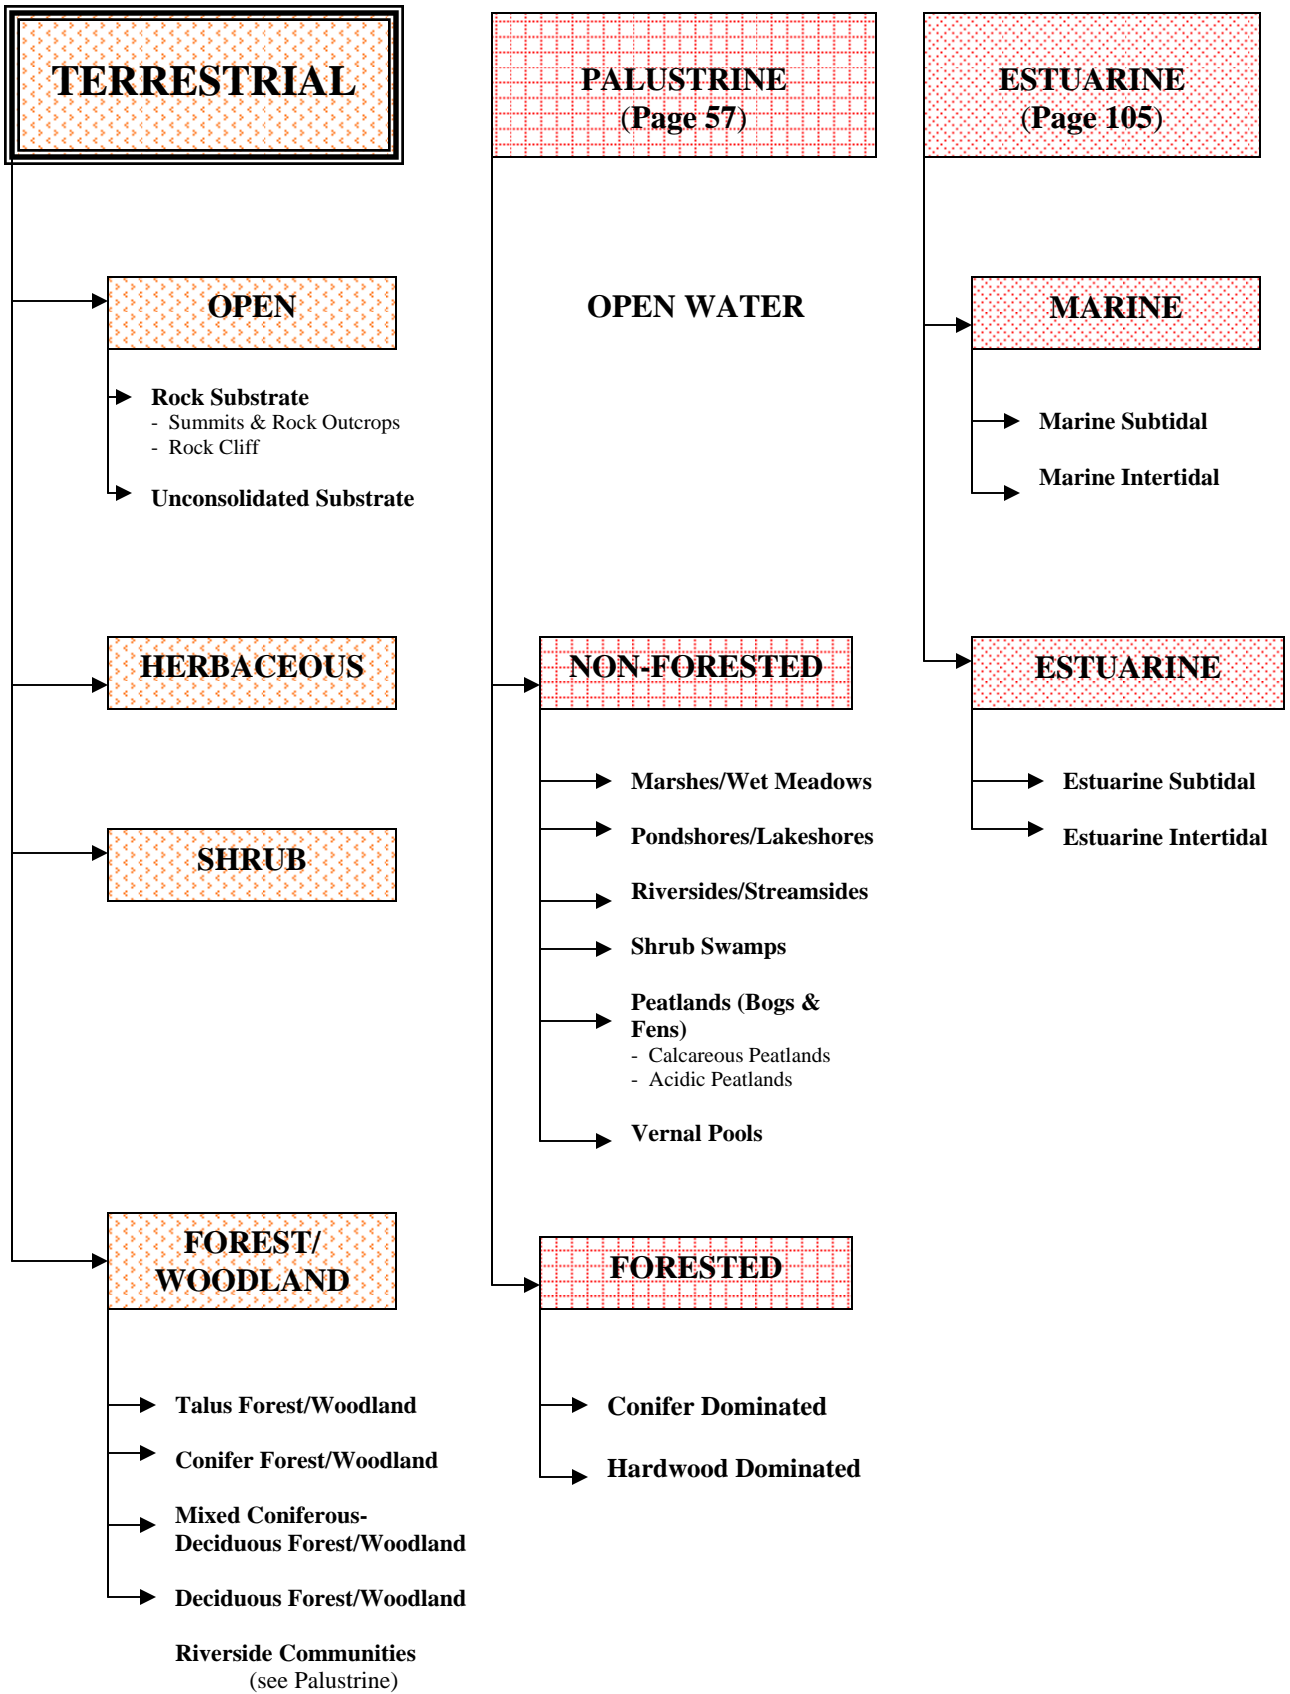 TERRESTRIAL
OPEN
Rock Substrate
- Summits & Rock Outcrops
- Rock Cliff
Unconsolidated Substrate
HERBACEOUS
SHRUB
FOREST/
WOODLAND
Talus Forest/Woodland
Conifer Forest/Woodland
Mixed Coniferous-
Deciduous Forest/Woodland
Deciduous Forest/Woodland
Riverside Communities
(see Palustrine)
PALUSTRINE
(Page 57)
OPEN WATER
NON-FORESTED
Marshes/Wet Meadows
Pondshores/Lakeshores
Riversides/Streamsides
Shrub Swamps
Peatlands (Bogs &
Fens)
- Calcareous Peatlands
- Acidic Peatlands
Vernal Pools
FORESTED
Conifer Dominated
Hardwood Dominated
ESTUARINE
(Page 105)
MARINE
Marine Subtidal
Marine Intertidal
ESTUARINE
Estuarine Subtidal
Estuarine Intertidal